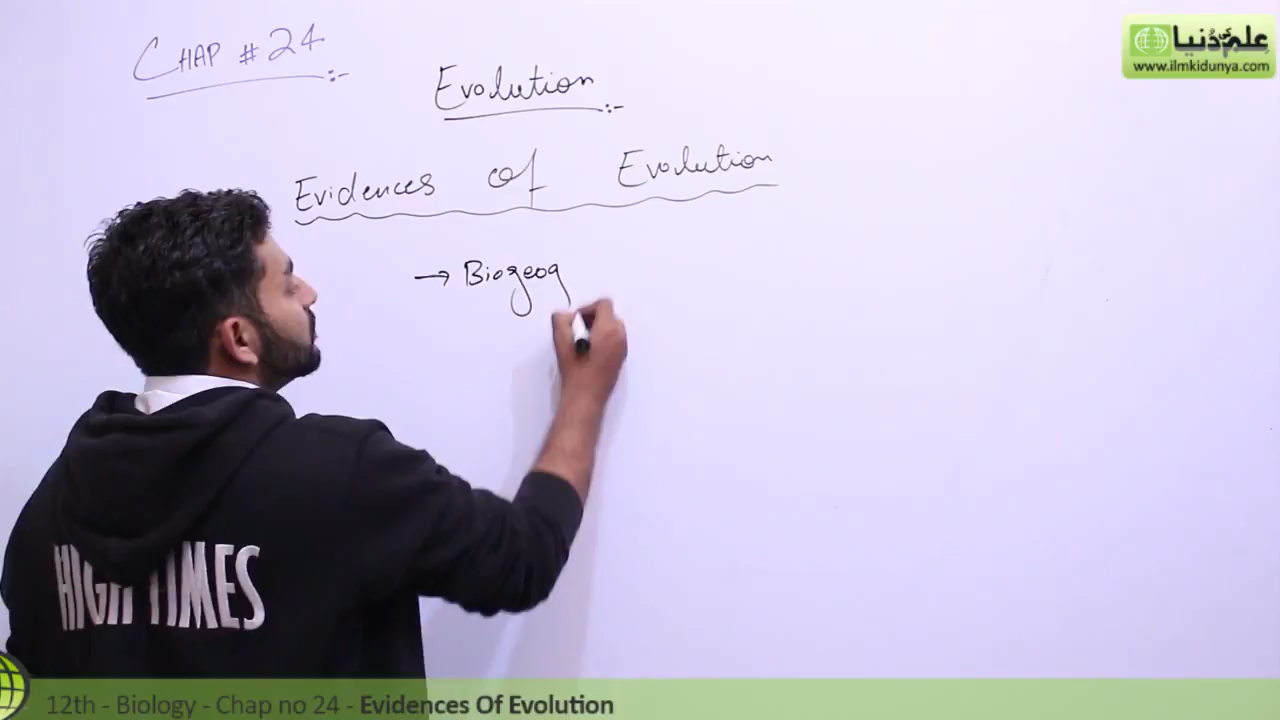 CHAP # 24 :-
Evolution :-
Evidences of Evolution
→ Biogeog
HIGH TIMES
علم کی دُنیا
www.ilmkidunya.com
12th - Biology - Chap no 24 - Evidences Of Evolution